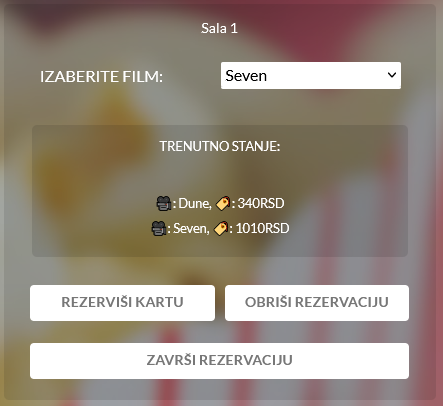 Sala 1
IZABERITE FILM: Seven
TRENUTNO STANJE:
🎥: Dune, 🏷️: 340RSD
🎥: Seven, 🏷️: 1010RSD
REZERVIŠI KARTU OBRIŠI REZERVACIJU
ZAVRŠI REZERVACIJU